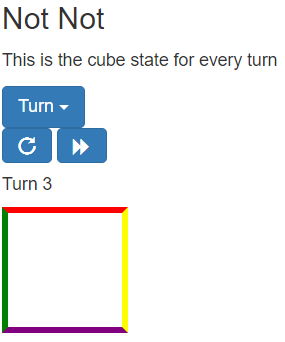 Not Not
This is the cube state for every turn
Turn
Turn 3